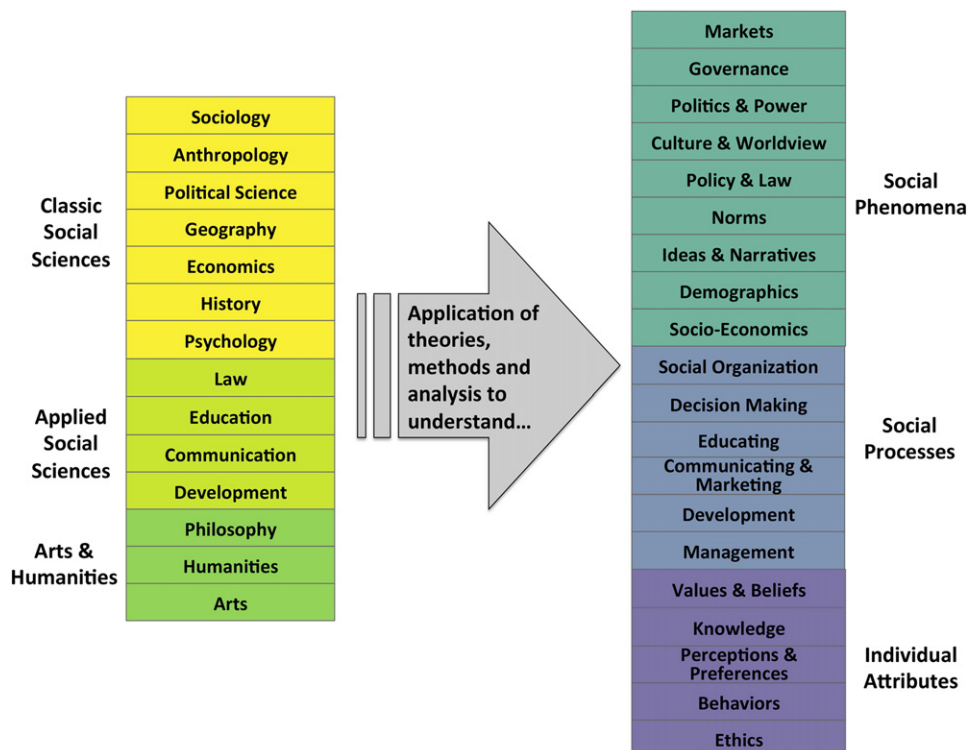 Classic
Social
Sciences
Sociology
Anthropology
Political Science
Geography
Economics
History
Psychology
Applied
Social
Sciences
Law
Education
Communication
Development
Arts &
Humanities
Philosophy
Humanities
Arts
Application of
theories,
methods and
analysis to
understand...
Markets
Governance
Politics & Power
Culture & Worldview
Policy & Law
Norms
Ideas & Narratives
Demographics
Socio-Economics
Social
Phenomena
Social Organization
Decision Making
Educating
Communicating &
Marketing
Development
Management
Social
Processes
Values & Beliefs
Knowledge
Perceptions &
Preferences
Behaviors
Ethics
Individual
Attributes